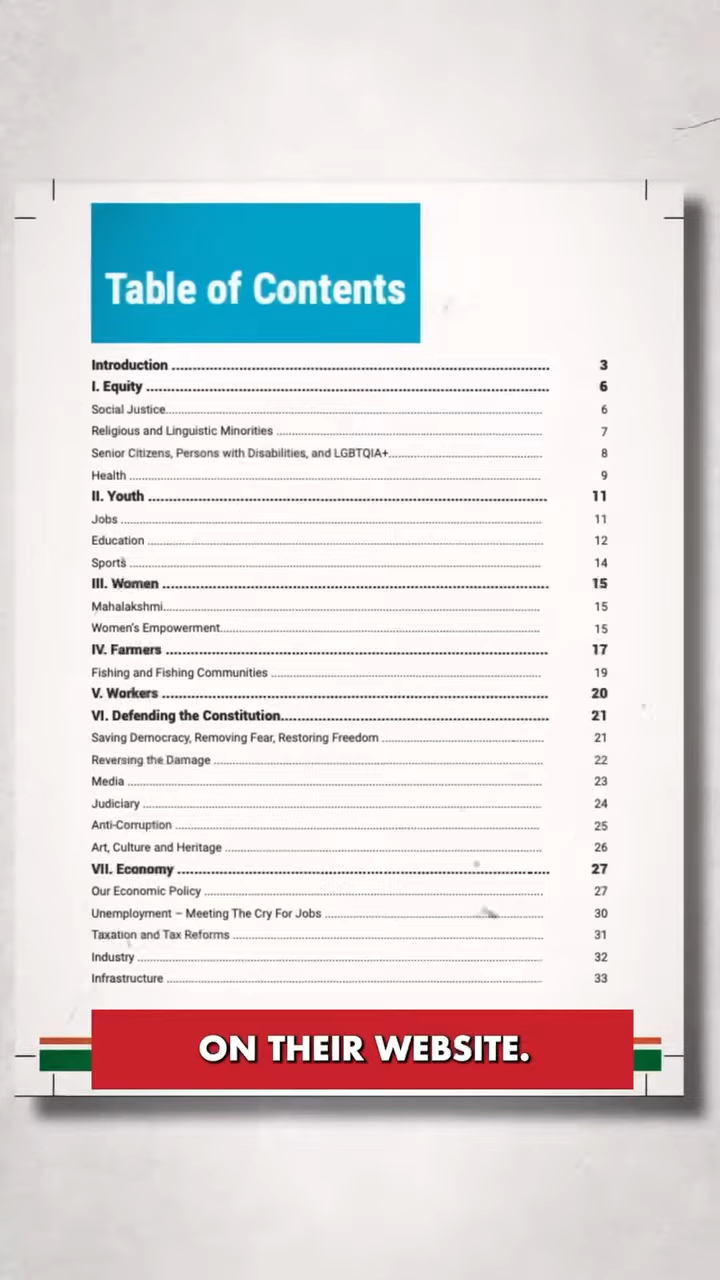 Table of Contents
Introduction ........ 3
I. Equity ........ 6
Social Justice........ 6
Religious and Linguistic Minorities ........ 7
Senior Citizens, Persons with Disabilities, and LGBTQIA+........ 8
Health ........ 9
II. Youth ........ 11
Jobs ........ 11
Education ........ 12
Sports ........ 14
III. Women ........ 15
Mahalakshmi........ 15
Women's Empowerment........ 15
IV. Farmers ........ 17
Fishing and Fishing Communities ........ 19
V. Workers ........ 20
VI. Defending the Constitution........ 21
Saving Democracy, Removing Fear, Restoring Freedom ........ 21
Reversing the Damage ........ 22
Media ........ 23
Judiciary ........ 24
Anti-Corruption ........ 25
Art, Culture and Heritage ........ 26
VII. Economy ........ 27
Our Economic Policy ........ 27
Unemployment – Meeting The Cry For Jobs ........ 30
Taxation and Tax Reforms ........ 31
Industry ........ 32
Infrastructure ........ 33
ON THEIR WEBSITE.